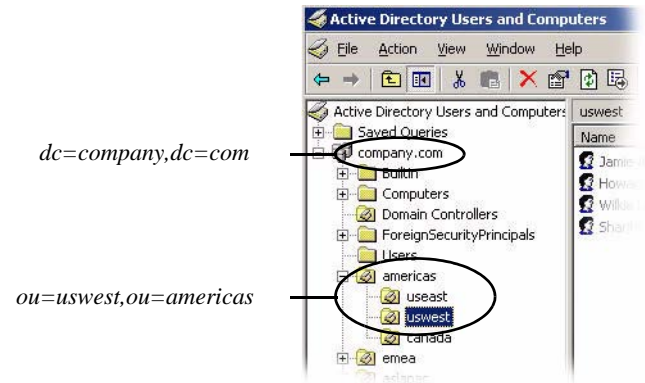 Active Directory Users and Computers
File Action View Window Help
Active Directory Users and Computers
uswest
Saved Queries
Name
dc=company,dc=com
company.com
Builtin
Computers
Domain Controllers
ForeignSecurityPrincipals
Users
americas
ou=uswest,ou=americas
useast
uswest
canada
emea